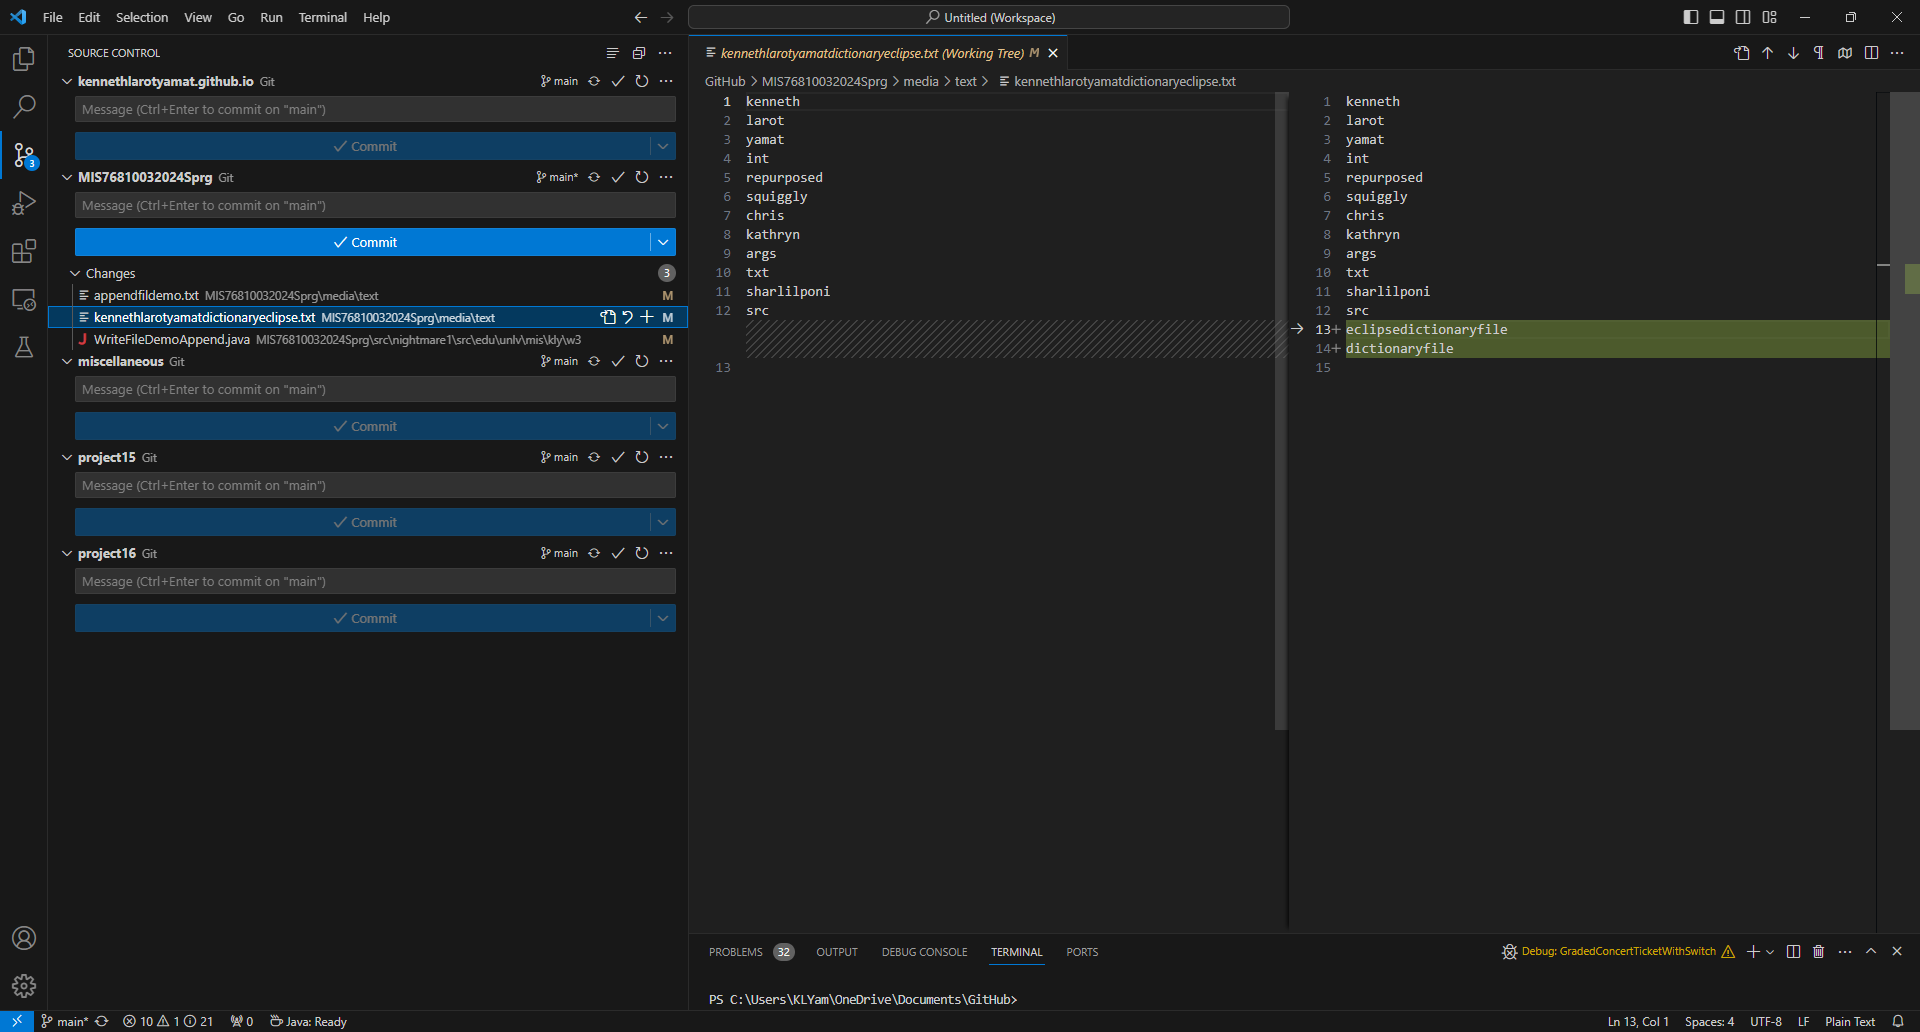 File Edit Selection View Go Run Terminal Help
Untitled (Workspace)
SOURCE CONTROL
kennethlarotyamat.github.io Git main
Message (Ctrl+Enter to commit on "main")
Commit
MIS76810032024Sprg Git main*
Message (Ctrl+Enter to commit on "main")
Commit
Changes 3
appendfildemo.txt MIS76810032024Sprg\media\text M
kennethlarotyamatdictionaryeclipse.txt MIS76810032024Sprg\media\text M
WriteFileDemoAppend.java MIS76810032024Sprg\src\nightmare1\src\edu\unlv\mis\kly\w3 M
miscellaneous Git main
Message (Ctrl+Enter to commit on "main")
Commit
project15 Git main
Message (Ctrl+Enter to commit on "main")
Commit
project16 Git main
Message (Ctrl+Enter to commit on "main")
Commit
3
kennethlarotyamatdictionaryeclipse.txt (Working Tree) M
GitHub > MIS76810032024Sprg > media > text > kennethlarotyamatdictionaryeclipse.txt
1 kenneth
2 larot
3 yamat
4 int
5 repurposed
6 squiggly
7 chris
8 kathryn
9 args
10 txt
11 sharlilponi
12 src
13
1 kenneth
2 larot
3 yamat
4 int
5 repurposed
6 squiggly
7 chris
8 kathryn
9 args
10 txt
11 sharlilponi
12 src
13+ eclipsedictionaryfile
14+ dictionaryfile
15
PROBLEMS 32 OUTPUT DEBUG CONSOLE TERMINAL PORTS
Debug: GradedConcertTicketWithSwitch
PS C:\Users\KLYam\OneDrive\Documents\GitHub>
main* 10 1 21 0 Java: Ready
Ln 13, Col 1 Spaces: 4 UTF-8 LF Plain Text